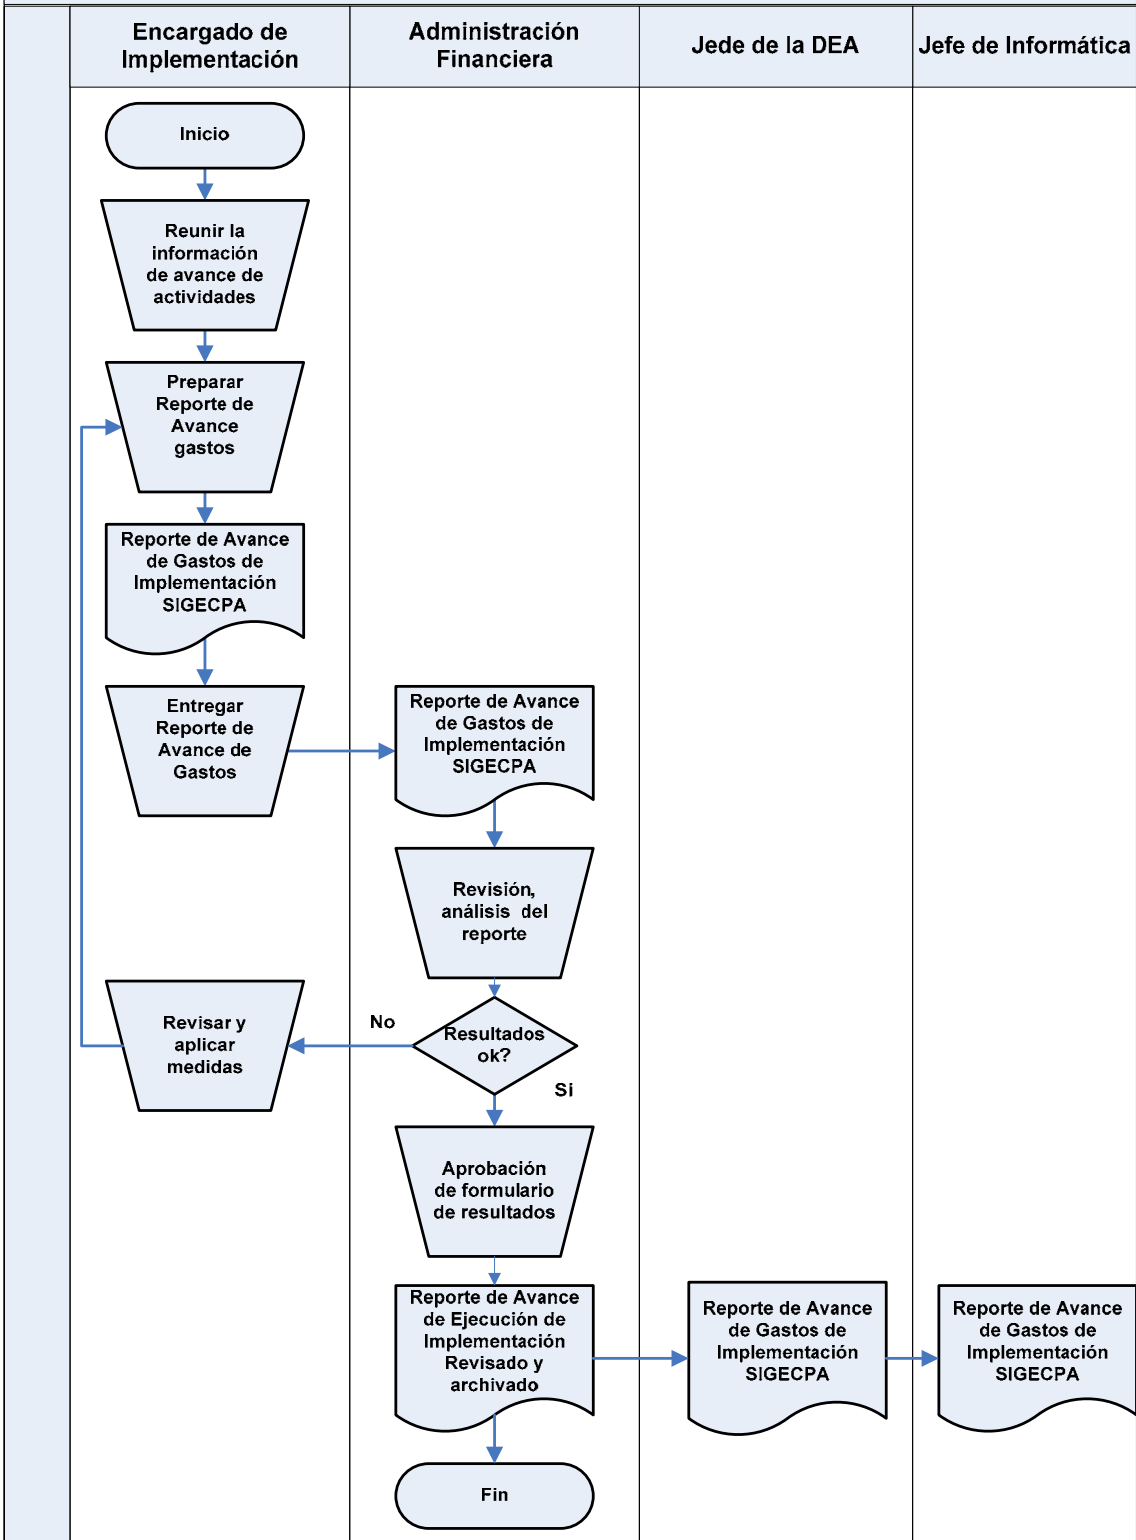 Encargado de
Implementación
Administración
Financiera
Jede de la DEA
Jefe de Informática
Inicio
Reunir la
información
de avance de
actividades
Preparar
Reporte de
Avance
gastos
Reporte de Avance
de Gastos de
Implementación
SIGECPA
Entregar
Reporte de
Avance de
Gastos
Reporte de Avance
de Gastos de
Implementación
SIGECPA
Revisión,
análisis del
reporte
Revisar y
aplicar
medidas
No
Resultados
ok?
Si
Aprobación
de formulario
de resultados
Reporte de Avance
de Ejecución de
Implementación
Revisado y
archivado
Reporte de Avance
de Gastos de
Implementación
SIGECPA
Reporte de Avance
de Gastos de
Implementación
SIGECPA
Fin